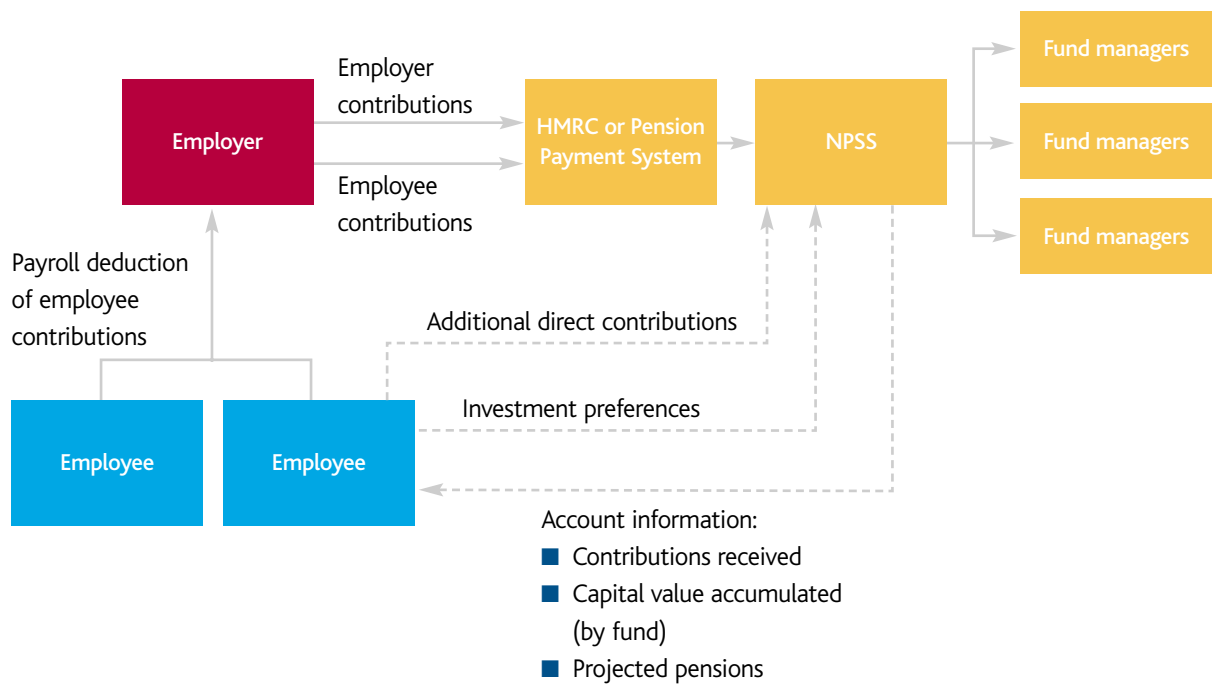 Employer
contributions
Employer
Employee
contributions
HMRC or Pension
Payment System
NPSS
Fund managers
Fund managers
Fund managers
Payroll deduction
of employee
contributions
Additional direct contributions
Investment preferences
Employee
Employee
Account information:
Contributions received
Capital value accumulated
(by fund)
Projected pensions